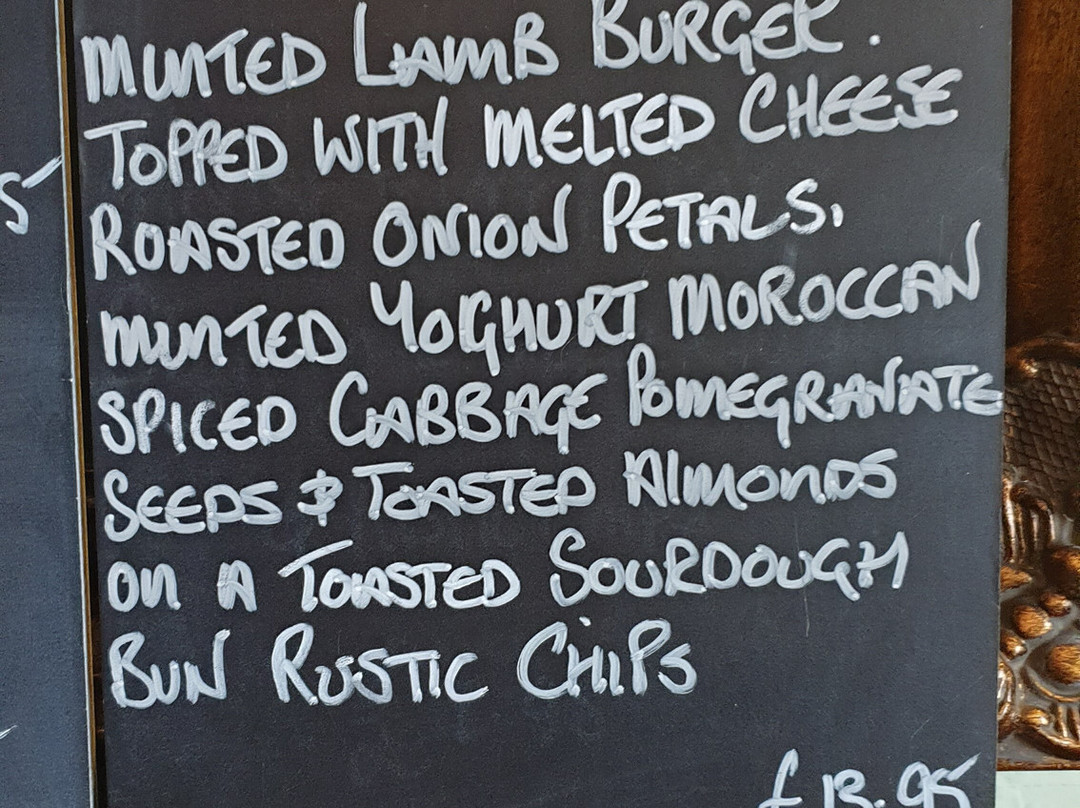 MINTED LAMB BURGER.
TOPPED WITH MELTED CHEESE
ROASTED ONION PETALS.
MINTED YOGHURT MOROCCAN
SPICED CABBAGE POMEGRANATE
SEEDS & TOASTED ALMONDS
ON A TOASTED SOURDOUGH
BUN RUSTIC CHIPS
£13.95